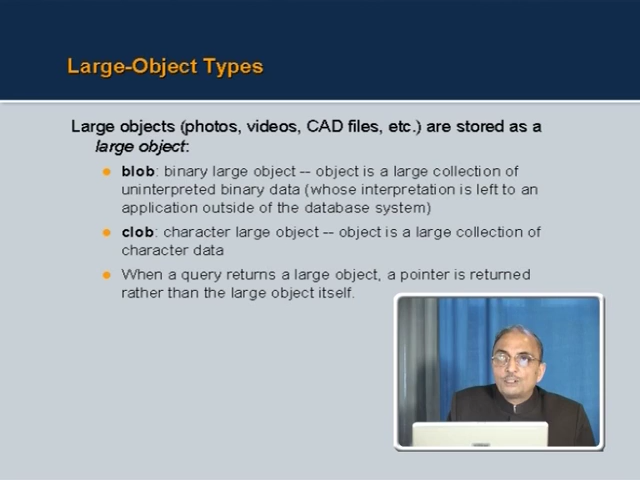 Large-Object Types
Large objects (photos, videos, CAD files, etc.) are stored as a
large object:
blob: binary large object -- object is a large collection of
uninterpreted binary data (whose interpretation is left to an
application outside of the database system)
clob: character large object -- object is a large collection of
character data
When a query returns a large object, a pointer is returned
rather than the large object itself.